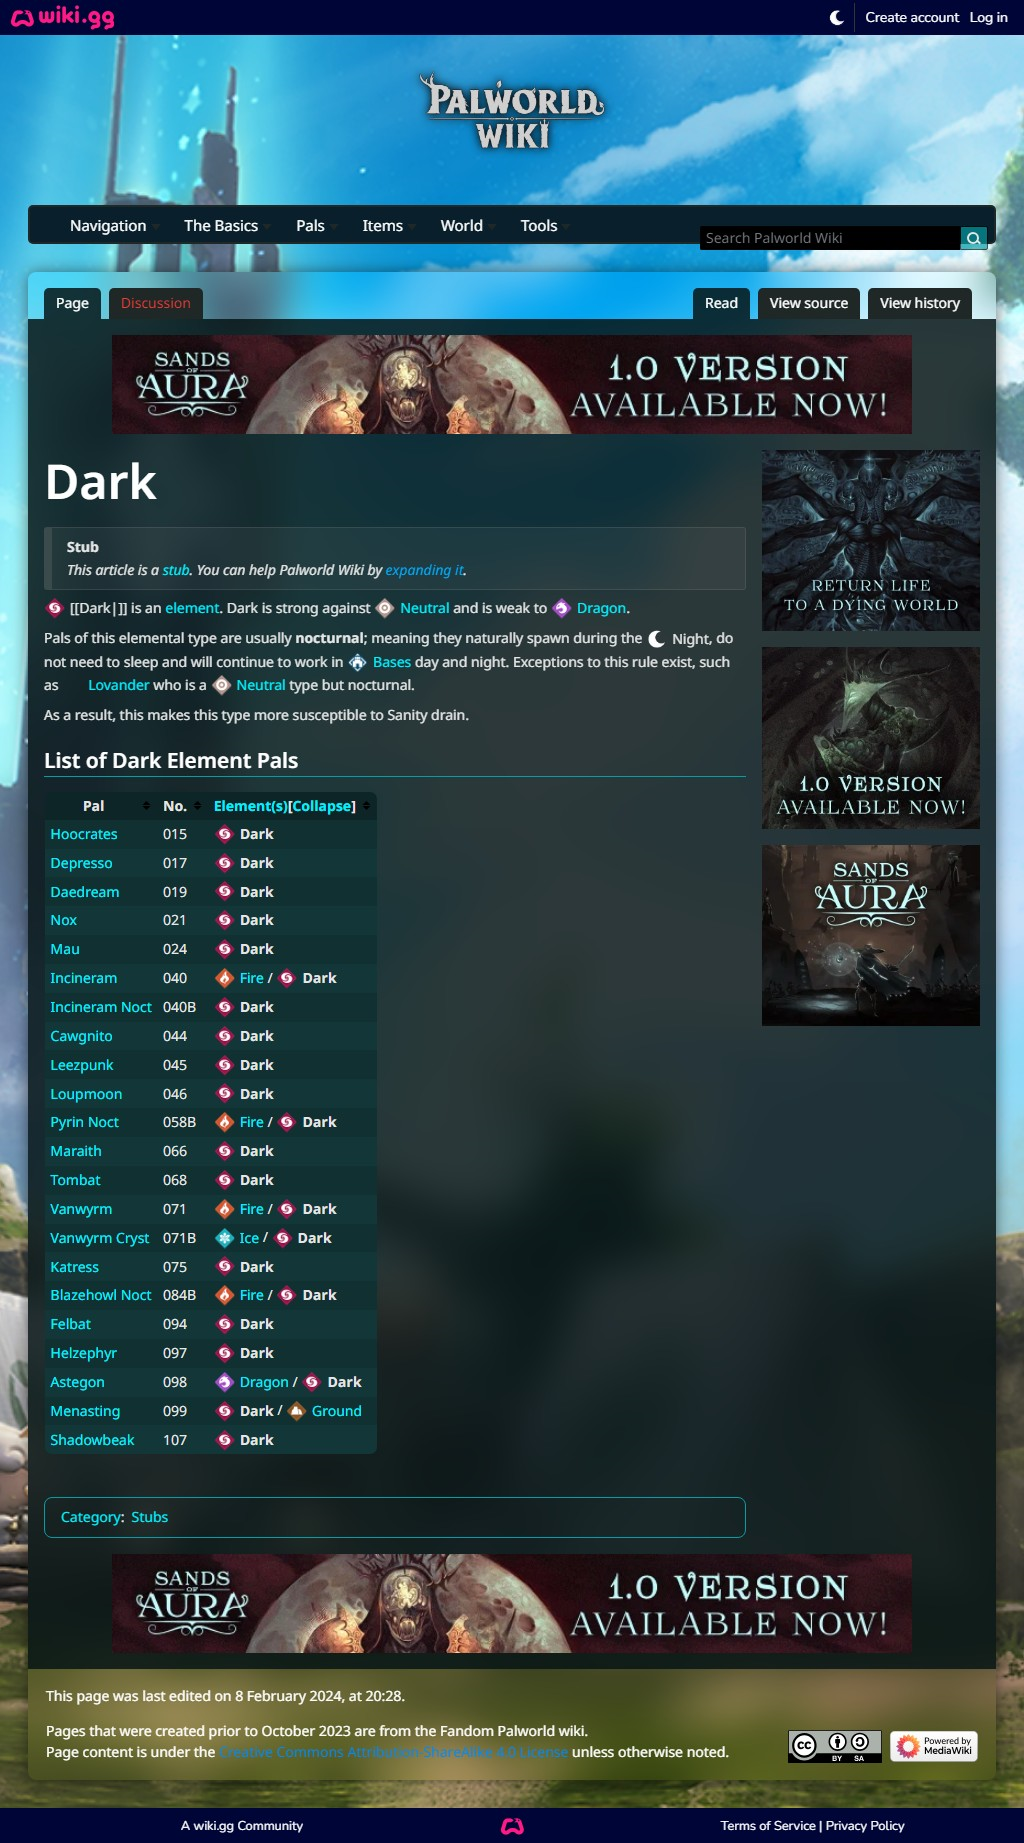 wiki.gg
Create account Log in
PALWORLD
WIKI
Navigation The Basics Pals Items World Tools
Search Palworld Wiki
Page Discussion Read View source View history
SANDS OF AURA 1.0 VERSION AVAILABLE NOW!
Dark
RETURN LIFE
TO A DYING WORLD
Stub
This article is a stub. You can help Palworld Wiki by expanding it.
[[Dark|]] is an element. Dark is strong against Neutral and is weak to Dragon.
Pals of this elemental type are usually nocturnal; meaning they naturally spawn during the Night, do
not need to sleep and will continue to work in Bases day and night. Exceptions to this rule exist, such
as Lovander who is a Neutral type but nocturnal.
As a result, this makes this type more susceptible to Sanity drain.
1.0 VERSION
AVAILABLE NOW!
List of Dark Element Pals
SANDS
OF
AURA
Pal No. Element(s)[Collapse]
Hoocrates 015 Dark
Depresso 017 Dark
Daedream 019 Dark
Nox 021 Dark
Mau 024 Dark
Incineram 040 Fire / Dark
Incineram Noct 040B Dark
Cawgnito 044 Dark
Leezpunk 045 Dark
Loupmoon 046 Dark
Pyrin Noct 058B Fire / Dark
Maraith 066 Dark
Tombat 068 Dark
Vanwyrm 071 Fire / Dark
Vanwyrm Cryst 071B Ice / Dark
Katress 075 Dark
Blazehowl Noct 084B Fire / Dark
Felbat 094 Dark
Helzephyr 097 Dark
Astegon 098 Dragon / Dark
Menasting 099 Dark / Ground
Shadowbeak 107 Dark
Category: Stubs
SANDS OF AURA 1.0 VERSION AVAILABLE NOW!
This page was last edited on 8 February 2024, at 20:28.
Pages that were created prior to October 2023 are from the Fandom Palworld wiki.
Page content is under the Creative Commons Attribution-ShareAlike 4.0 License unless otherwise noted.
cc BY SA
Powered by
MediaWiki
A wiki.gg Community Terms of Service | Privacy Policy